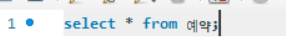 1 select * from 예약;